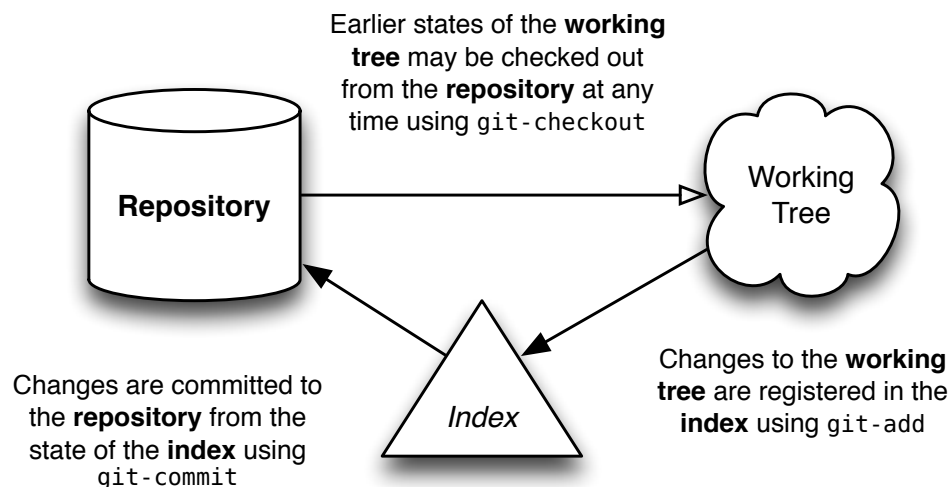 Earlier states of the working
tree may be checked out
from the repository at any
time using git-checkout
Repository
Working
Tree
Index
Changes are committed to
the repository from the
state of the index using
git-commit
Changes to the working
tree are registered in the
index using git-add